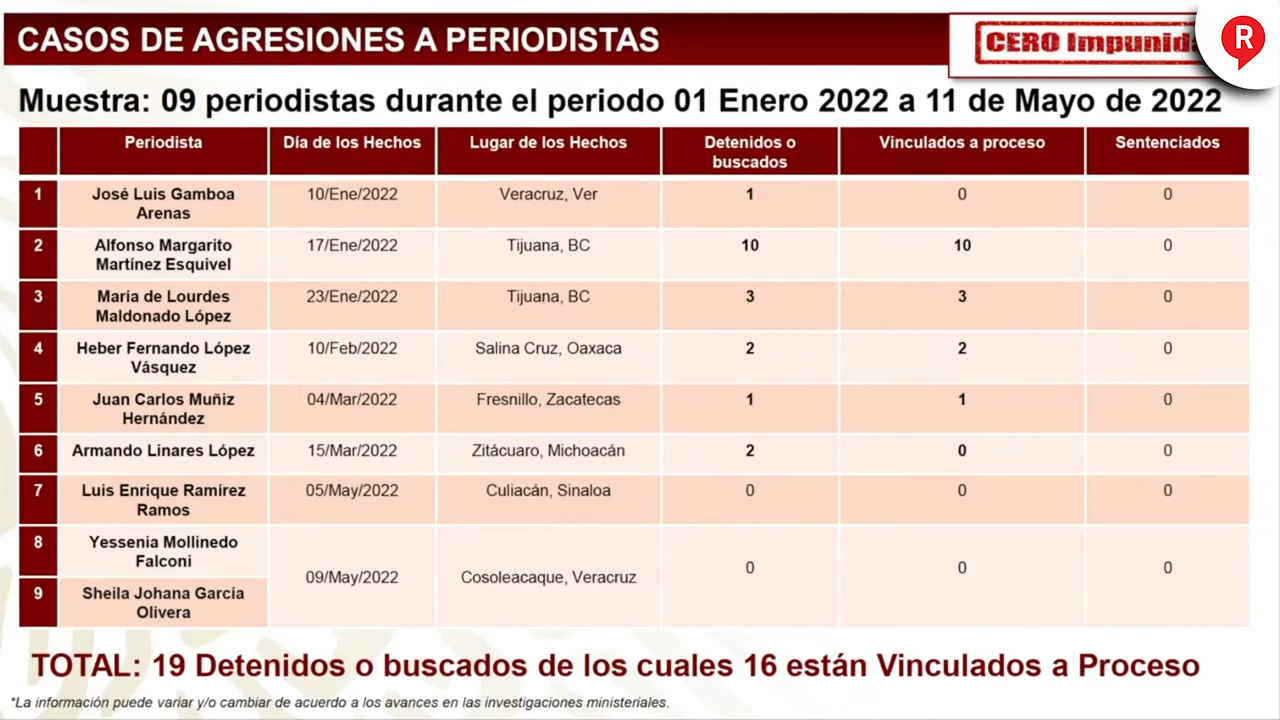 CASOS DE AGRESIONES A PERIODISTAS
CERO Impunid
R
Muestra: 09 periodistas durante el periodo 01 Enero 2022 a 11 de Mayo de 2022
Periodista Día de los Hechos Lugar de los Hechos Detenidos o buscados Vinculados a proceso Sentenciados
1 José Luis Gamboa Arenas 10/Ene/2022 Veracruz, Ver 1 0 0
2 Alfonso Margarito Martínez Esquivel 17/Ene/2022 Tijuana, BC 10 10 0
3 María de Lourdes Maldonado López 23/Ene/2022 Tijuana, BC 3 3 0
4 Heber Fernando López Vásquez 10/Feb/2022 Salina Cruz, Oaxaca 2 2 0
5 Juan Carlos Muñiz Hernández 04/Mar/2022 Fresnillo, Zacatecas 1 1 0
6 Armando Linares López 15/Mar/2022 Zitácuaro, Michoacán 2 0 0
7 Luis Enrique Ramírez Ramos 05/May/2022 Culiacán, Sinaloa 0 0 0
8 Yessenia Mollinedo Falconi 09/May/2022 Cosoleacaque, Veracruz 0 0 0
9 Sheila Johana García Olivera
TOTAL: 19 Detenidos o buscados de los cuales 16 están Vinculados a Proceso
*La información puede variar y/o cambiar de acuerdo a los avances en las investigaciones ministeriales.